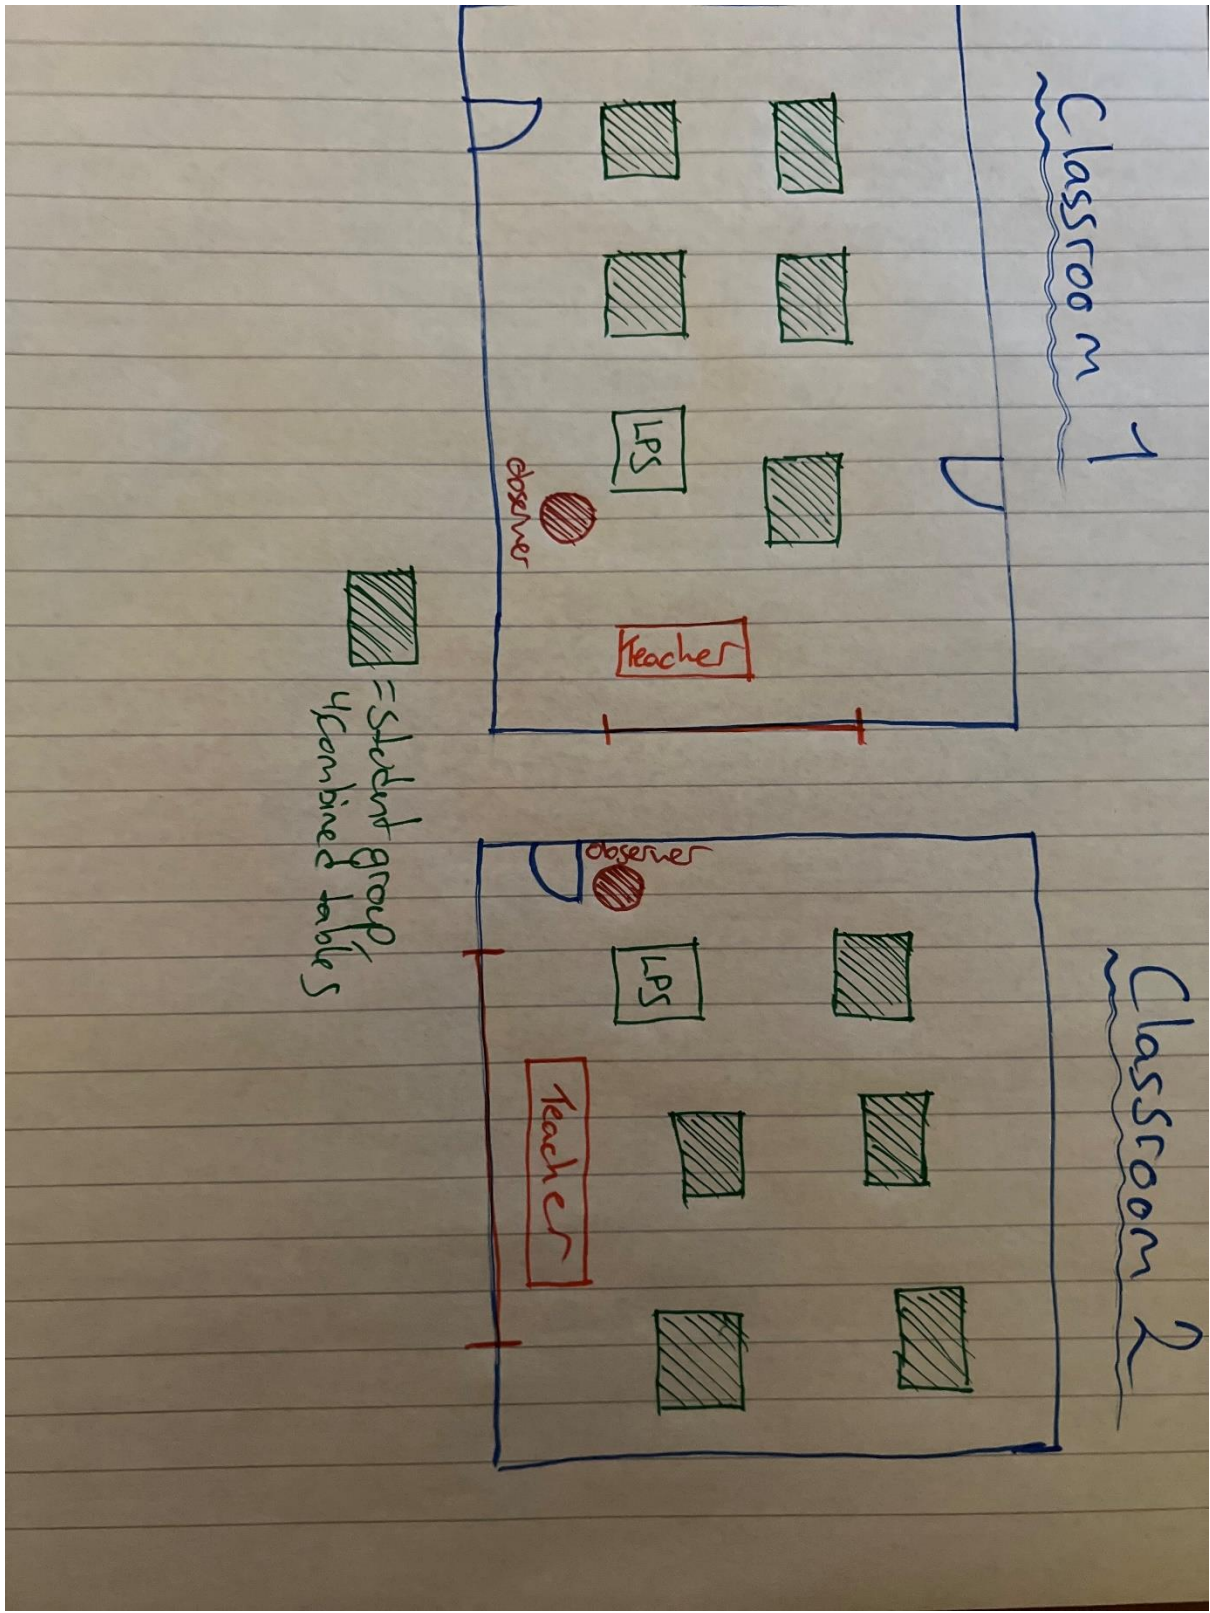 Classroom 1
LPS
observer
Teacher
= student group
4 combined tables
Classroom 2
observer
LPS
Teacher